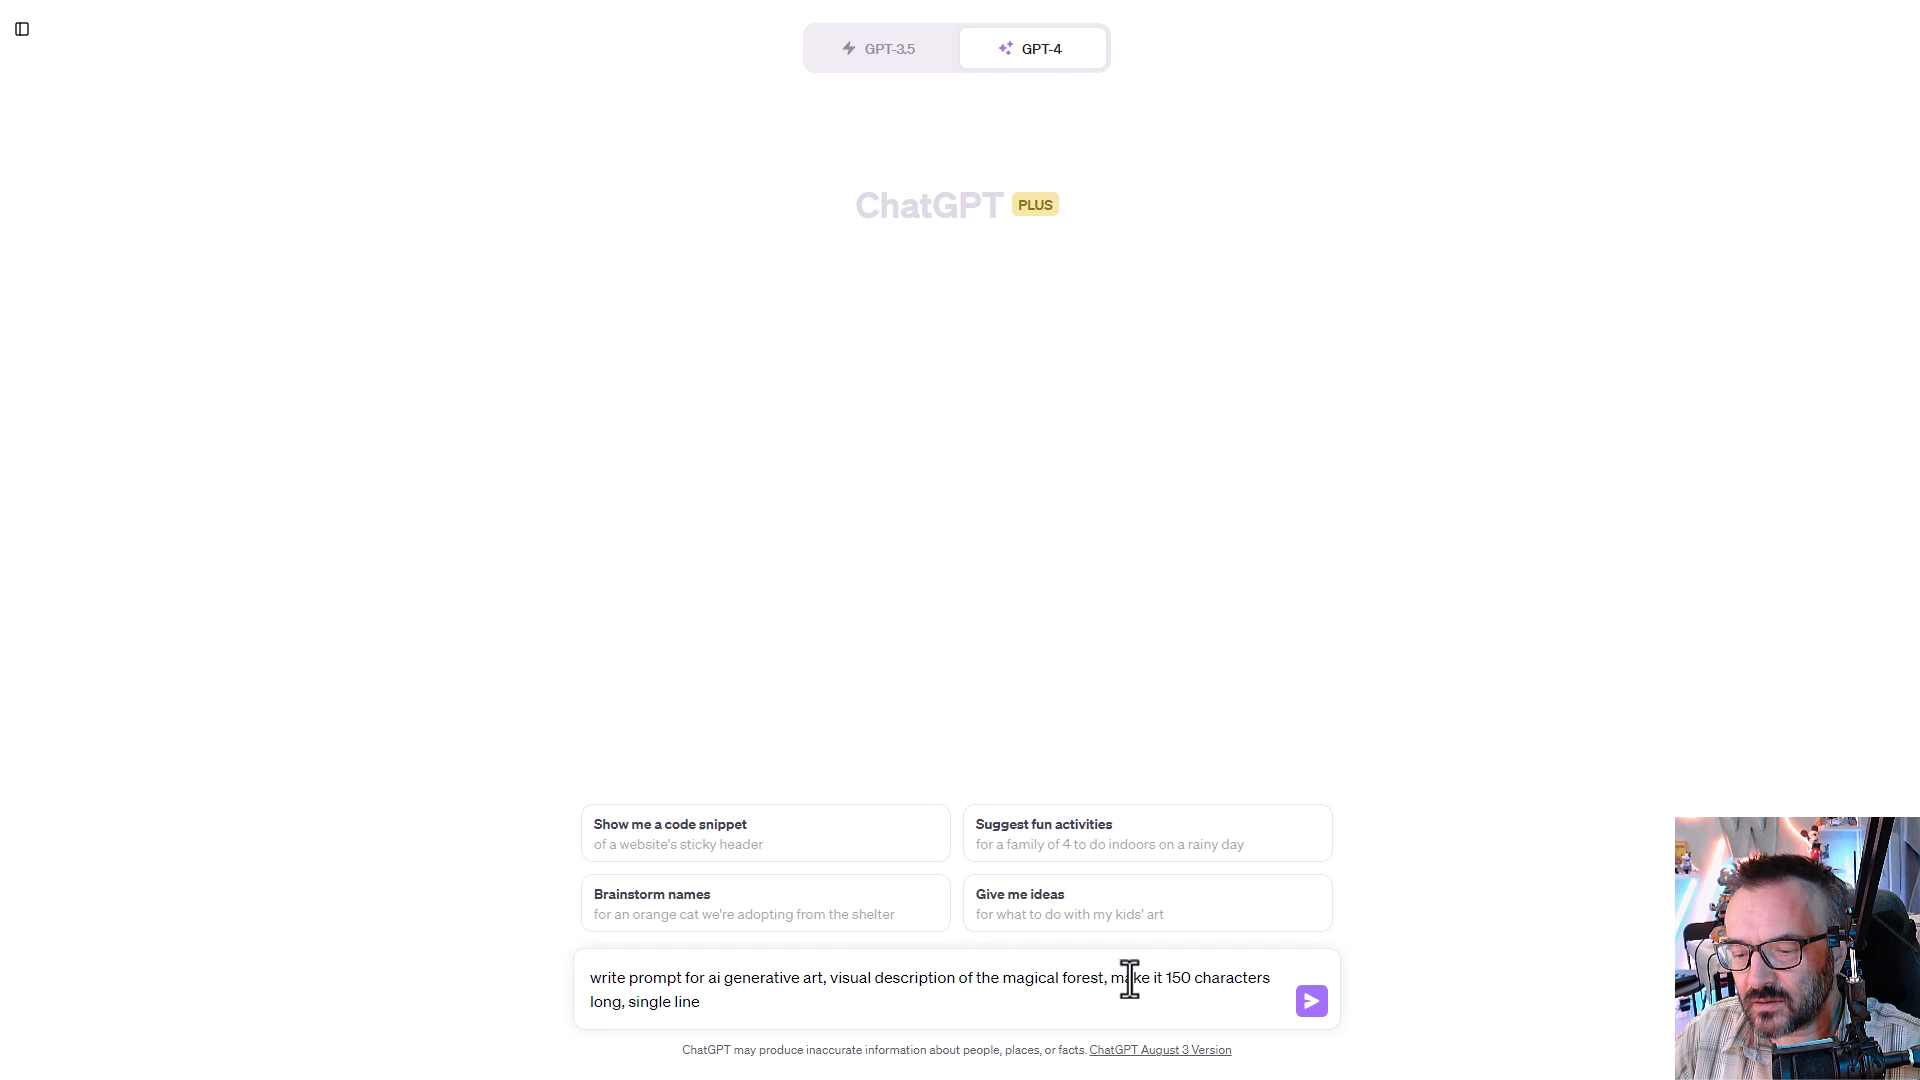 GPT-3.5
GPT-4
ChatGPT PLUS
Show me a code snippet
of a website's sticky header
Suggest fun activities
for a family of 4 to do indoors on a rainy day
Brainstorm names
for an orange cat we're adopting from the shelter
Give me ideas
for what to do with my kids' art
write prompt for ai generative art, visual description of the magical forest, make it 150 characters
long, single line
ChatGPT may produce inaccurate information about people, places, or facts. ChatGPT August 3 Version